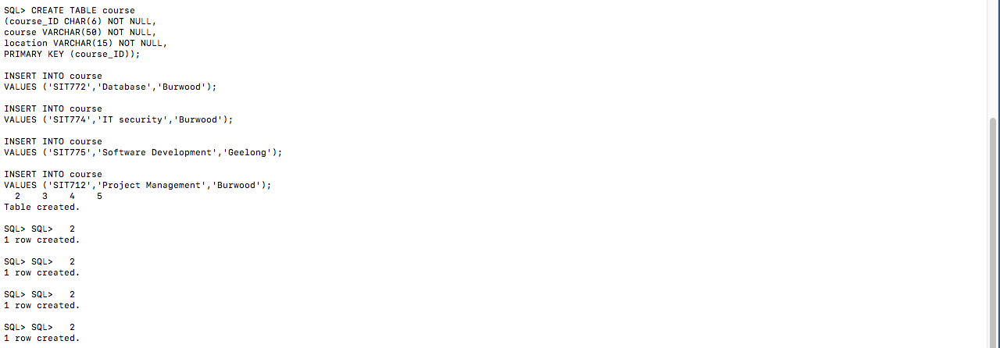 SQL> CREATE TABLE course
(course_ID CHAR(6) NOT NULL,
course VARCHAR(50) NOT NULL,
location VARCHAR(15) NOT NULL,
PRIMARY KEY (course_ID));
INSERT INTO course
VALUES ('SIT772','Database','Burwood');
INSERT INTO course
VALUES ('SIT774','IT security','Burwood');
INSERT INTO course
VALUES ('SIT775','Software Development','Geelong');
INSERT INTO course
VALUES ('SIT712','Project Management','Burwood');
2 3 4 5
Table created.
SQL> SQL> 2
1 row created.
SQL> SQL> 2
1 row created.
SQL> SQL> 2
1 row created.
SQL> SQL> 2
1 row created.